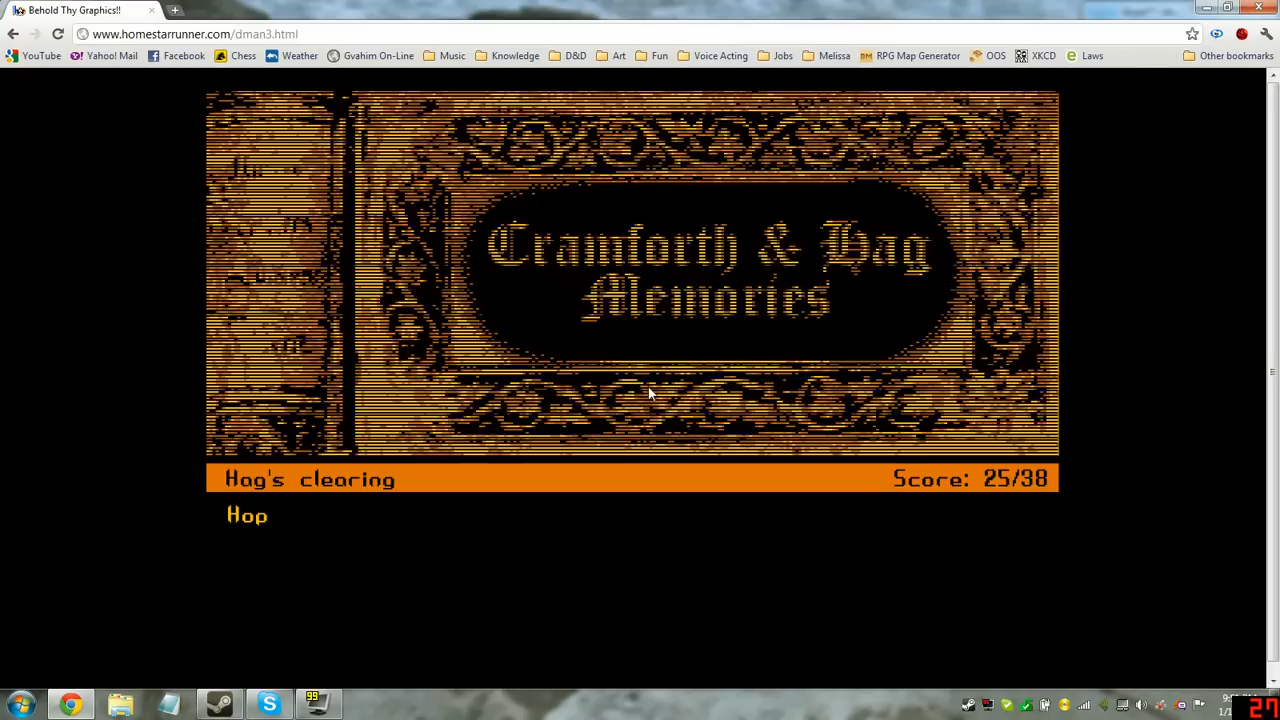 Behold Thy Graphics!!
www.homestarrunner.com/dman3.html
YouTube Yahoo! Mail Facebook Chess Weather Gvahim On-Line Music Knowledge D&D Art Fun Voice Acting Jobs Melissa RPG Map Generator OOS XKCD Laws Other bookmarks
Cramforth & Hag
Memories
Hag's clearing Score: 25/38
Hop
99
27